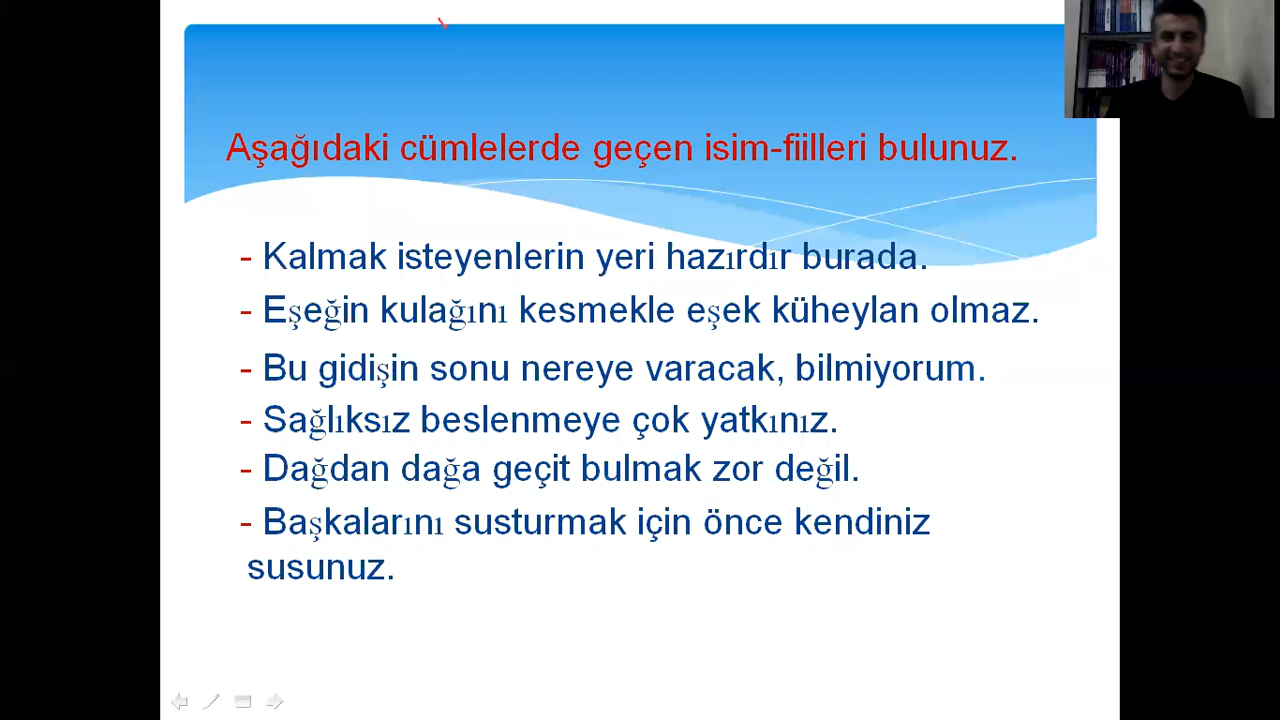 Aşağıdaki cümlelerde geçen isim-fiilleri bulunuz.
- Kalmak isteyenlerin yeri hazırdır burada.
- Eşeğin kulağını kesmekle eşek küheylan olmaz.
- Bu gidişin sonu nereye varacak, bilmiyorum.
- Sağlıksız beslenmeye çok yatkınız.
- Dağdan dağa geçit bulmak zor değil.
- Başkalarını susturmak için önce kendiniz
susunuz.